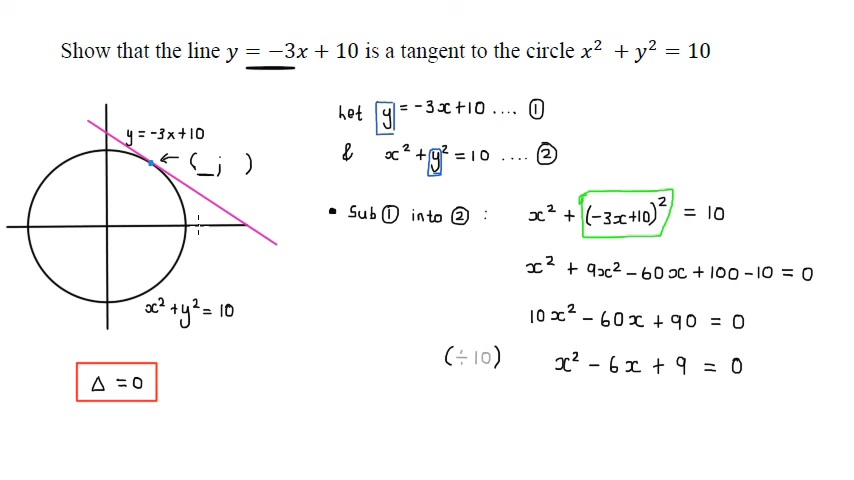 Show that the line y = −3x + 10 is a tangent to the circle x² + y² = 10
y = -3x+10
( _ ; )
x² + y² = 10
Δ = 0
Let y = -3x+10 .... ①
& x² + y² = 10 .... ②
• Sub ① into ② : x² + (-3x+10)² = 10
x² + 9x² - 60x + 100 - 10 = 0
10x² - 60x + 90 = 0
(÷10) x² - 6x + 9 = 0